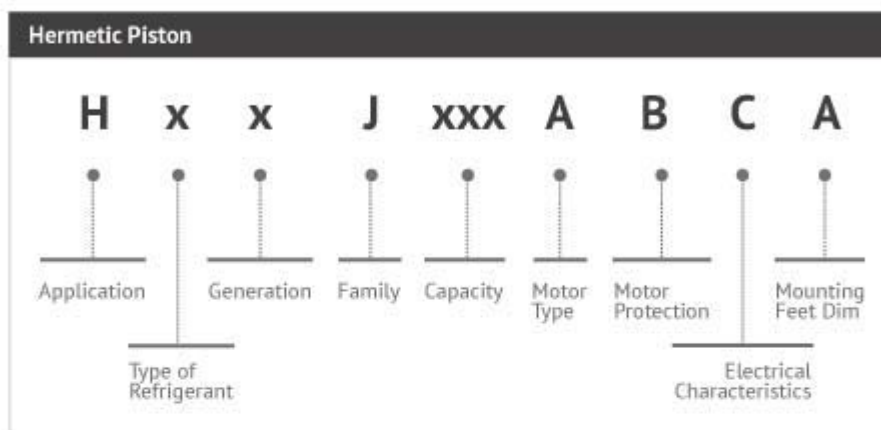 Hermetic Piston
H x x J xxx A B C A
Application Generation Family Capacity Motor Motor Mounting
Type Protection Feet Dim
Type of Electrical
Refrigerant Characteristics